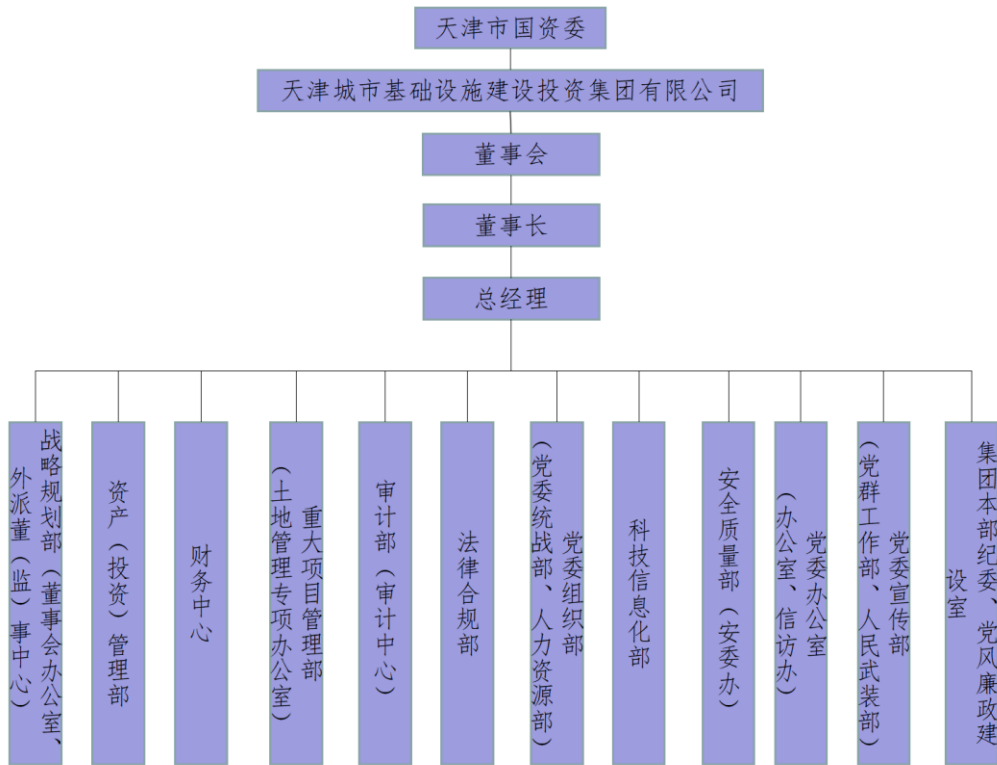 天津市国资委
天津城市基础设施建设投资集团有限公司
董事会
董事长
总经理
战略规划部（董事会办公室、
外派董（监）事中心）
资产（投资）管理部
财务中心
重大项目管理部
（土地管理专项办公室）
审计部（审计中心）
法律合规部
党委组织部
（党委统战部、人力资源部）
科技信息化部
安全质量部（安委办）
党委办公室
（办公室、信访办）
党委宣传部
（党群工作部、人民武装部）
集团本部纪委、党风廉政建
设室